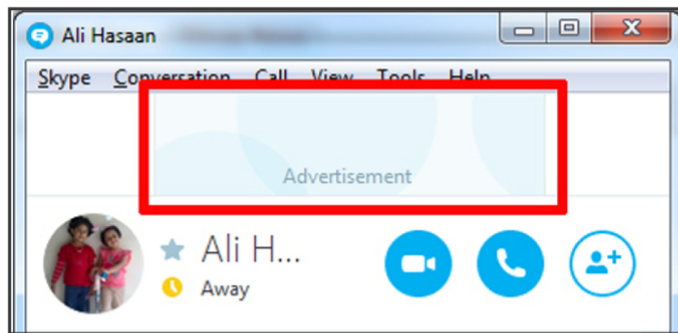 Ali Hasaan
Skype Conversation Call View Tools Help
Advertisement
Ali H...
Away